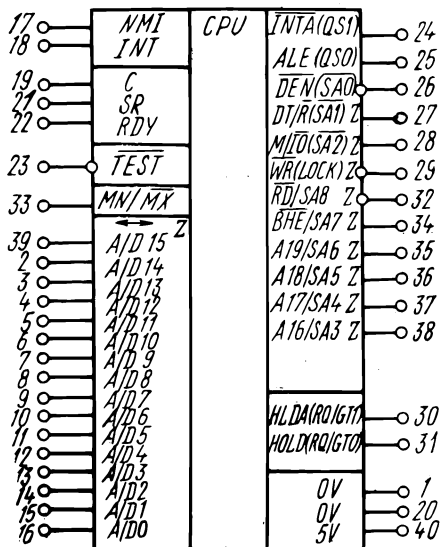 CPU
17 NMI
18 INT
19 C
21 SR
22 RDY
23 TEST
33 MN/MX
Z
39 A/D 15
2 A/D 14
3 A/D13
4 A/D12
5 A/D11
6 A/D10
7 A/D 9
8 A/D8
9 A/D7
10 A/D6
11 A/D5
12 A/D4
13 A/D3
14 A/D2
15 A/D1
16 A/D0
INTA(QS1) 24
ALE(QS0) 25
DEN(SA0) 26
DT/R(SA1) Z 27
M/IO(SA2) Z 28
WR(LOCK) Z 29
RD/SA8 Z 32
BHE/SA7 Z 34
A19/SA6 Z 35
A18/SA5 Z 36
A17/SA4 Z 37
A16/SA3 Z 38
HLDA(RQ/GT1) 30
HOLD(RQ/GT0) 31
0V 1
0V 20
5V 40